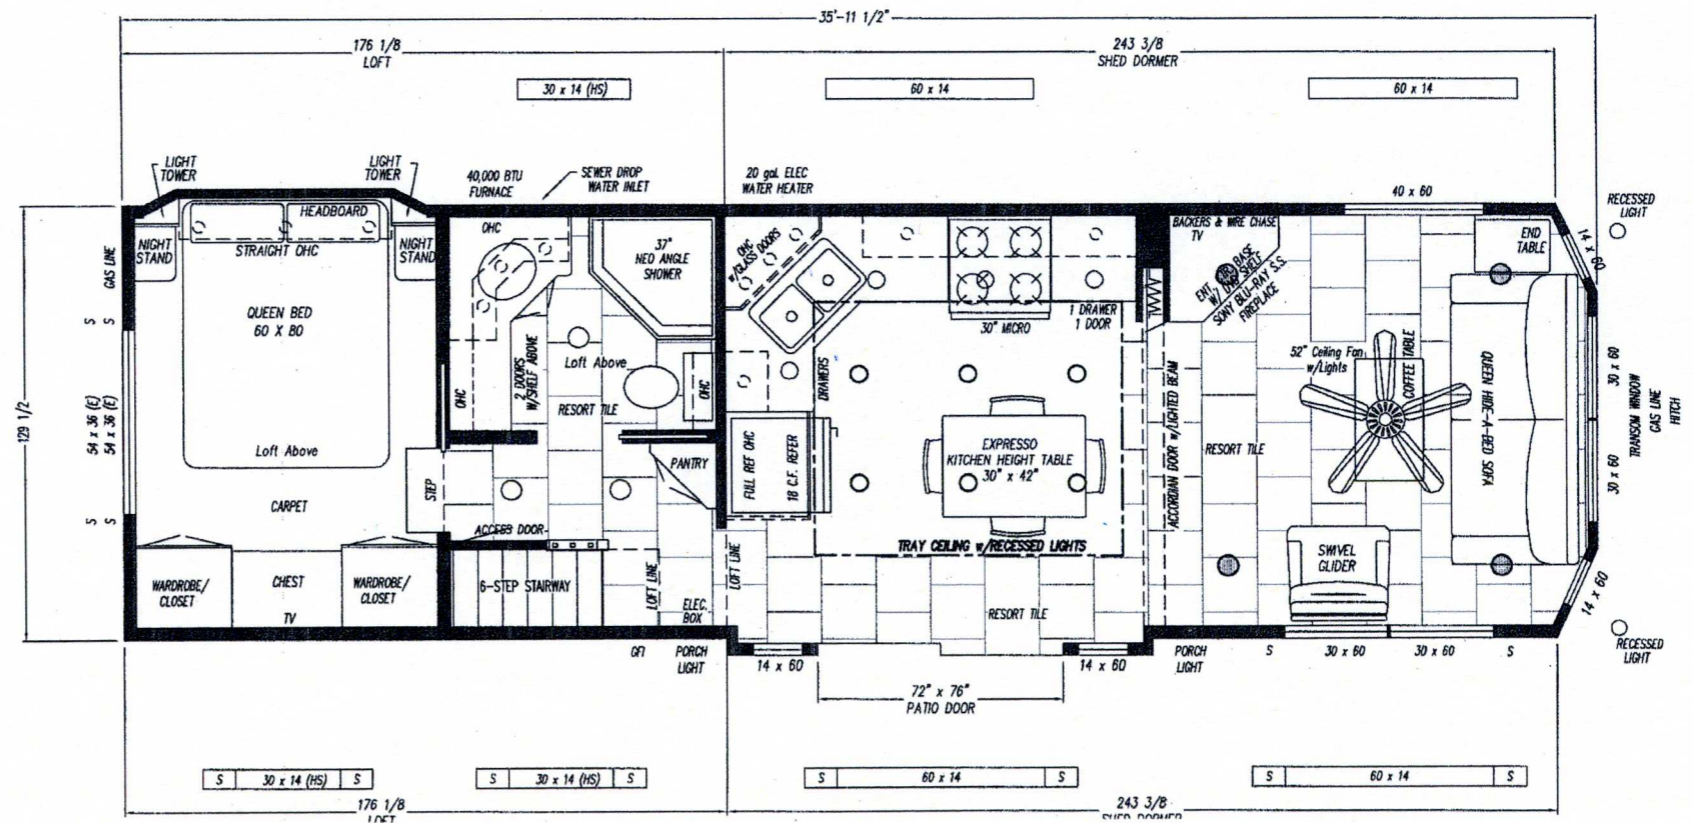 35'-11 1/2"
176 1/8
LOFT
243 3/8
SHED DORMER
30 x 14 (HS)
60 x 14
60 x 14
LIGHT
TOWER
LIGHT
TOWER
40,000 BTU
FURNACE
SEWER DROP
WATER INLET
20 gal. ELEC
WATER HEATER
40 x 60
RECESSED
LIGHT
14 x 60
HEADBOARD
STRAIGHT OHC
NIGHT
STAND
NIGHT
STAND
GAS LINE
QUEEN BED
60 X 80
Loft Above
CARPET
S
S
54 x 36 (E)
54 x 36 (E)
S
S
129 1/2
WARDROBE/
CLOSET
CHEST
TV
WARDROBE/
CLOSET
OHC
37"
NEO ANGLE
SHOWER
2 DOORS
W/SHELF ABOVE
OHC
Loft Above
RESORT TILE
OHC
STEP
PANTRY
ACCESS DOOR
6-STEP STAIRWAY
LOFT LINE
ELEC.
BOX
LOFT LINE
OHC
w/GLASS DOORS
30" MICRO
1 DRAWER
1 DOOR
DRAWERS
FULL REF OHC
18 C.F. REFER
EXPRESSO
KITCHEN HEIGHT TABLE
30" x 42"
TRAY CEILING w/RECESSED LIGHTS
RESORT TILE
ACCORDIAN DOOR w/LIGHTED BEAM
BACKERS & WIRE CHASE
TV
ENT. BASE
W/ DVD SHELF
SONY BLU-RAY S.S.
FIREPLACE
END
TABLE
52" Ceiling Fan
w/Lights
COFFEE TABLE
QUEEN HIDE-A-BED SOFA
RESORT TILE
SWIVEL
GLIDER
30 x 60
30 x 60
TRANSOM WINDOW
GAS LINE
HITCH
14 x 60
RECESSED
LIGHT
GFI
PORCH
LIGHT
14 x 60
14 x 60
PORCH
LIGHT
S
30 x 60
30 x 60
S
72" x 76"
PATIO DOOR
S
30 x 14 (HS)
S
S
30 x 14 (HS)
S
S
60 x 14
S
S
60 x 14
S
176 1/8
LOFT
243 3/8
SHED DORMER